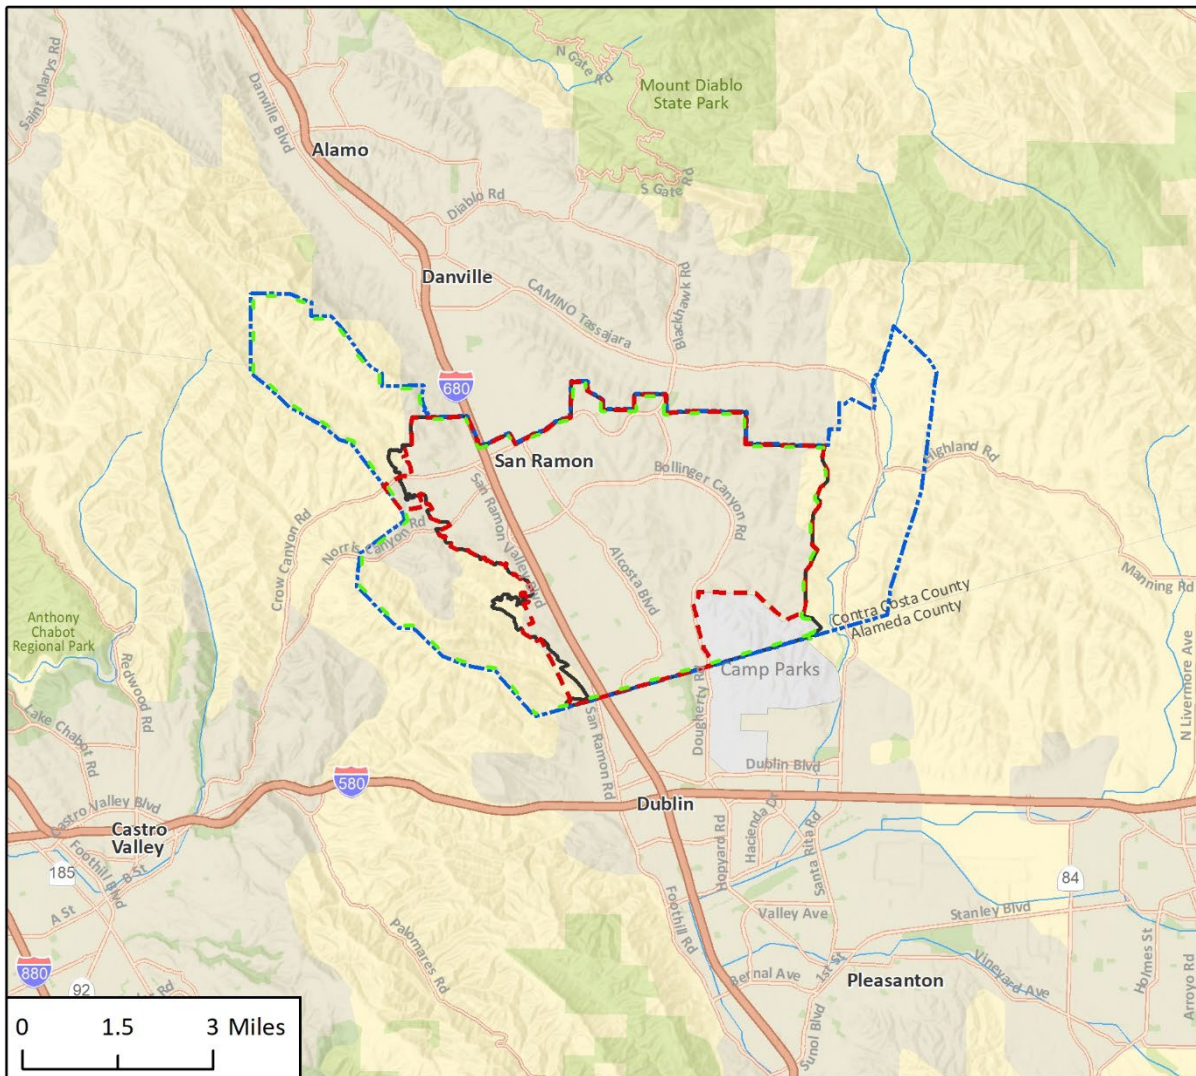 Saint Marys Rd
Danville Blvd
N Gate Rd
Mount Diablo
State Park
Alamo
S Gate Rd
Diablo Rd
Danville
CAMINO Tassajara
Blackhawk Rd
680
San Ramon
Bollinger Canyon
Rd
Highland Rd
San Ramon Valley Blvd
Crow Canyon Rd
Norris Canyon Rd
Alcosta Blvd
Manning Rd
Contra Costa County
Alameda County
Anthony
Chabot
Regional Park
Redwood Rd
Camp Parks
Dougherty Rd
N Livermore Ave
Lake Chabot Rd
San Ramon Rd
Dublin Blvd
580
Dublin
Castro Valley Blvd
Castro
Valley
Foothill Blvd
B St
185
A St
Hopyard Rd
Hacienda Dr
Santa Rita Rd
84
Foothill Rd
Valley Ave
Stanley Blvd
Palomares Rd
880
92
Rd
Bernal Ave
1st St
Vineyard Ave
Pleasanton
Holmes St
Arroyo Rd
Sunol Blvd
0 1.5 3 Miles